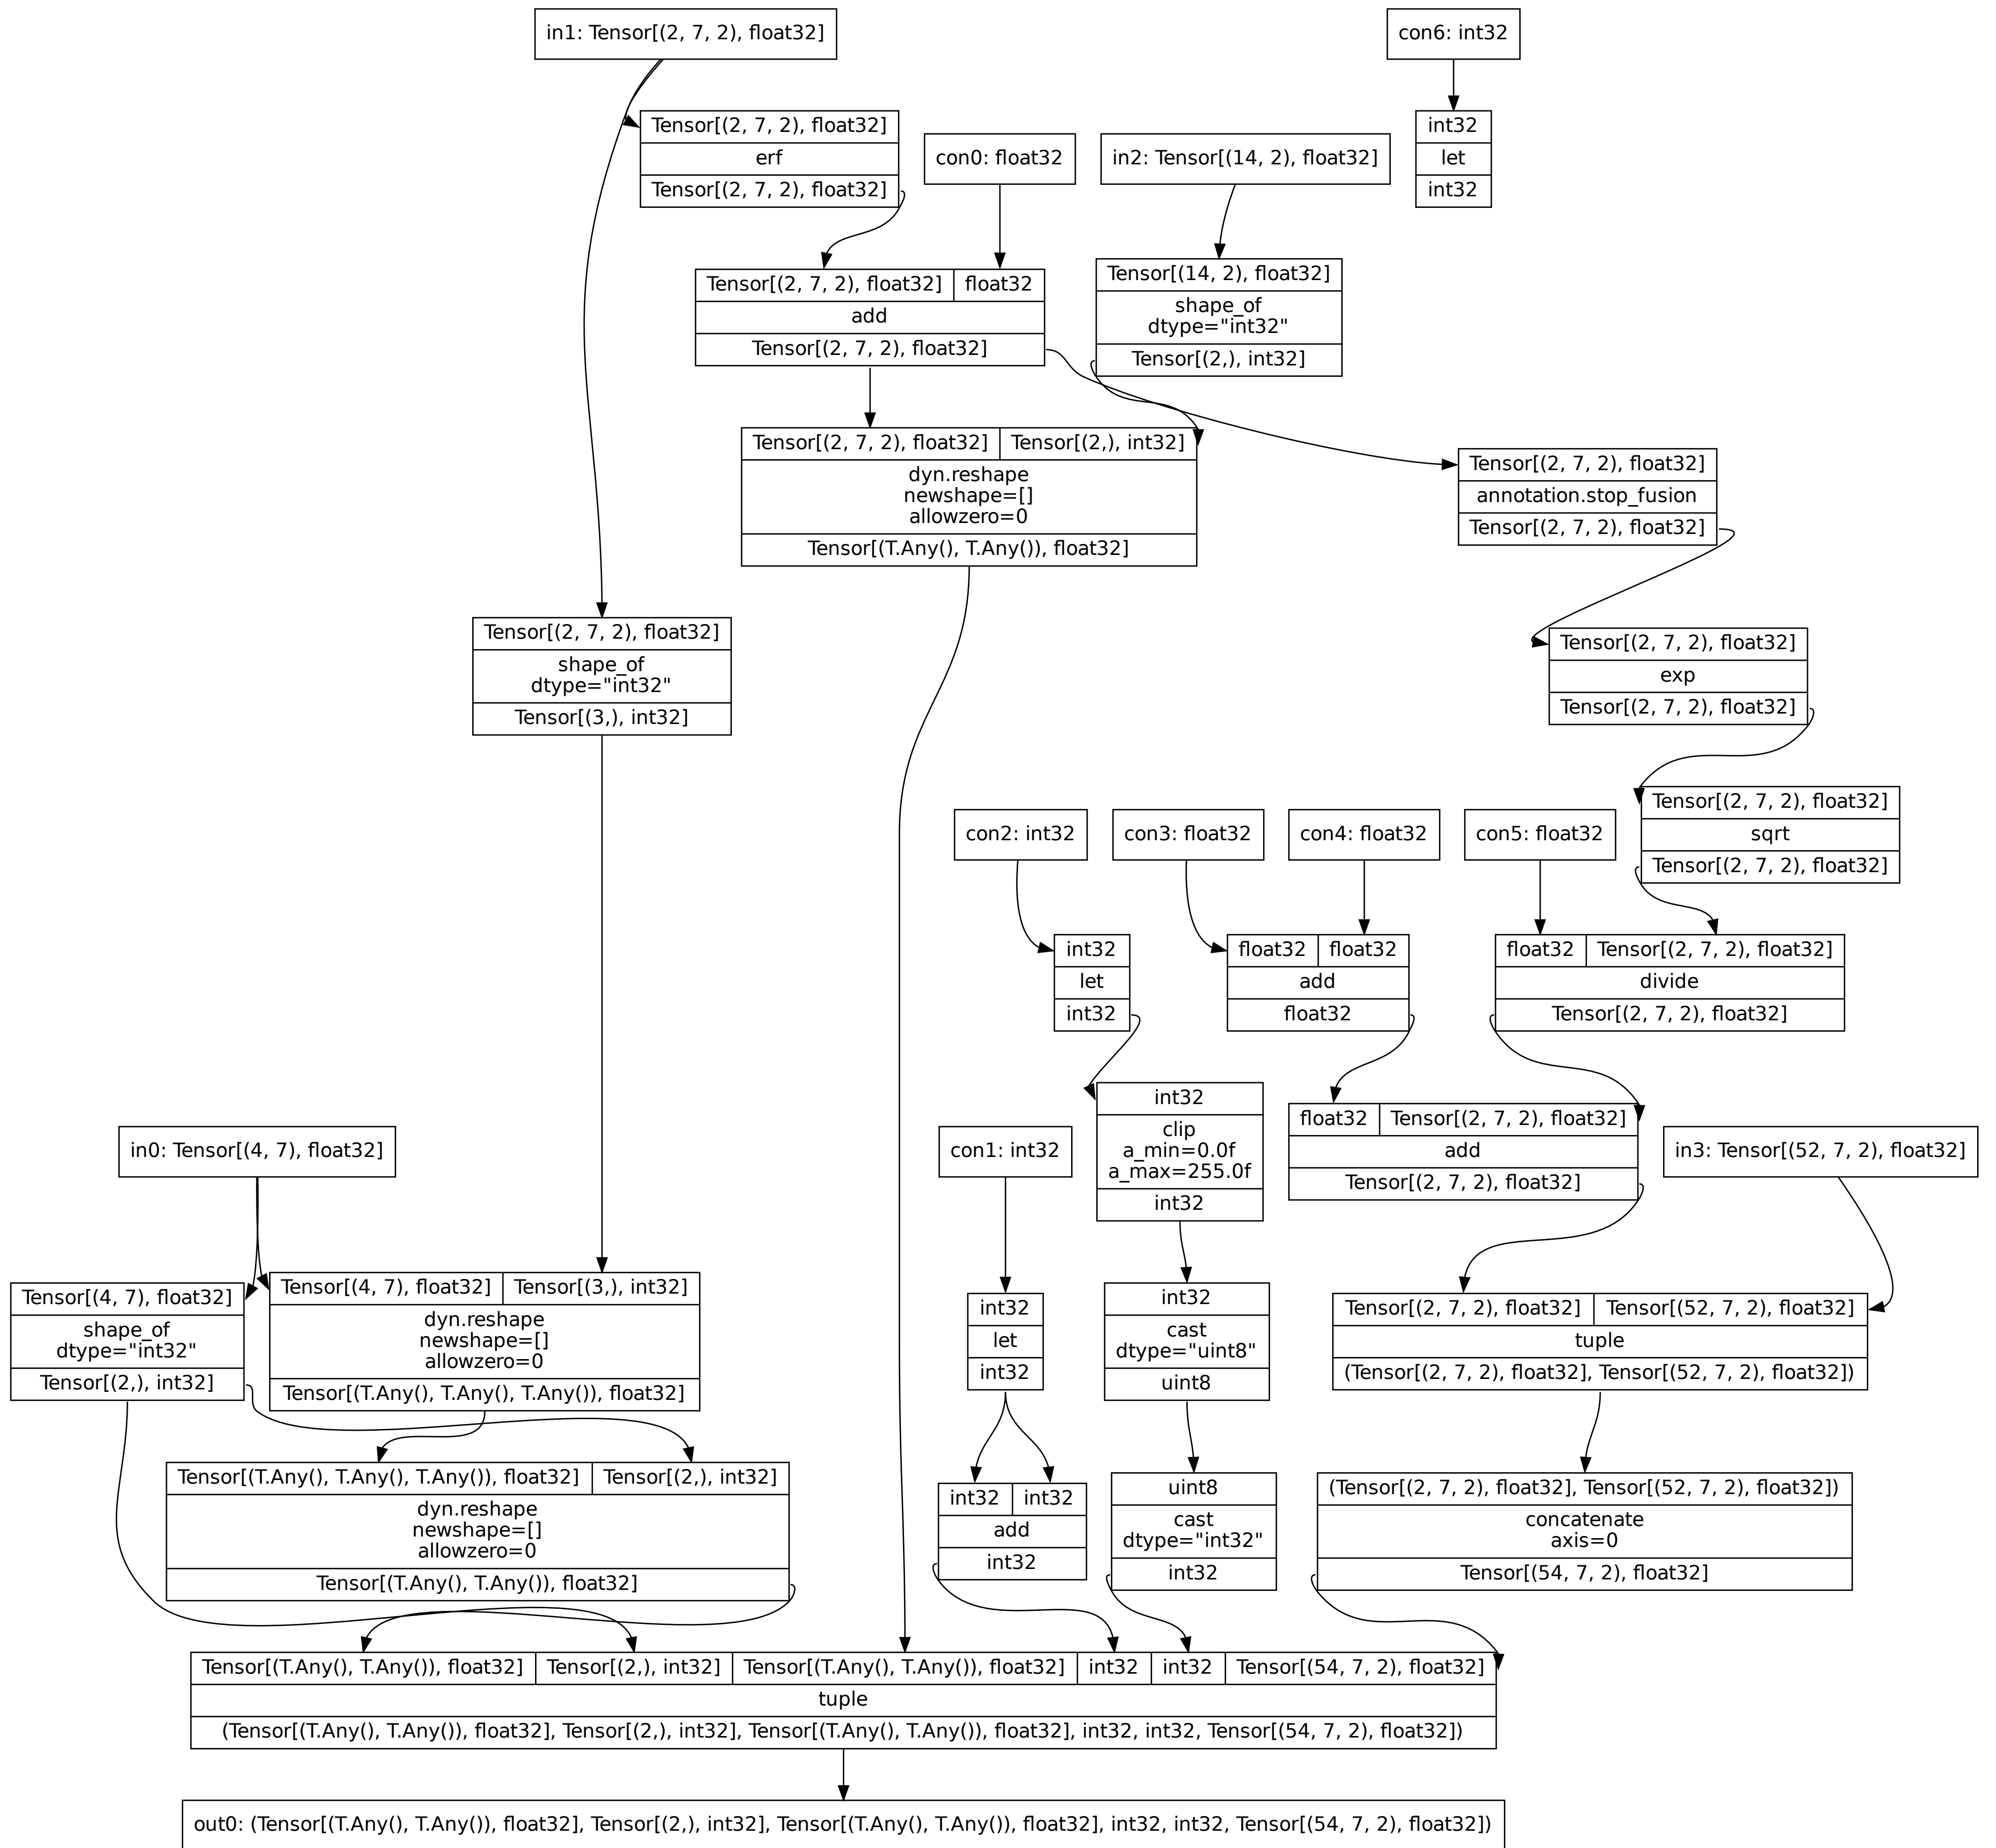 in1: Tensor[(2, 7, 2), float32]
con6: int32
Tensor[(2, 7, 2), float32]
erf
Tensor[(2, 7, 2), float32]
con0: float32
in2: Tensor[(14, 2), float32]
int32
let
int32
Tensor[(2, 7, 2), float32] float32
add
Tensor[(2, 7, 2), float32]
Tensor[(14, 2), float32]
shape_of
dtype="int32"
Tensor[(2,), int32]
Tensor[(2, 7, 2), float32] Tensor[(2,), int32]
dyn.reshape
newshape=[]
allowzero=0
Tensor[(T.Any(), T.Any()), float32]
Tensor[(2, 7, 2), float32]
annotation.stop_fusion
Tensor[(2, 7, 2), float32]
Tensor[(2, 7, 2), float32]
shape_of
dtype="int32"
Tensor[(3,), int32]
Tensor[(2, 7, 2), float32]
exp
Tensor[(2, 7, 2), float32]
con2: int32
con3: float32
con4: float32
con5: float32
Tensor[(2, 7, 2), float32]
sqrt
Tensor[(2, 7, 2), float32]
int32
let
int32
float32 float32
add
float32
float32 Tensor[(2, 7, 2), float32]
divide
Tensor[(2, 7, 2), float32]
in0: Tensor[(4, 7), float32]
con1: int32
int32
clip
a_min=0.0f
a_max=255.0f
int32
float32 Tensor[(2, 7, 2), float32]
add
Tensor[(2, 7, 2), float32]
in3: Tensor[(52, 7, 2), float32]
Tensor[(4, 7), float32]
shape_of
dtype="int32"
Tensor[(2,), int32]
Tensor[(4, 7), float32] Tensor[(3,), int32]
dyn.reshape
newshape=[]
allowzero=0
Tensor[(T.Any(), T.Any(), T.Any()), float32]
int32
let
int32
int32
cast
dtype="uint8"
uint8
Tensor[(2, 7, 2), float32] Tensor[(52, 7, 2), float32]
tuple
(Tensor[(2, 7, 2), float32], Tensor[(52, 7, 2), float32])
Tensor[(T.Any(), T.Any(), T.Any()), float32] Tensor[(2,), int32]
dyn.reshape
newshape=[]
allowzero=0
Tensor[(T.Any(), T.Any()), float32]
int32 int32
add
int32
uint8
cast
dtype="int32"
int32
(Tensor[(2, 7, 2), float32], Tensor[(52, 7, 2), float32])
concatenate
axis=0
Tensor[(54, 7, 2), float32]
Tensor[(T.Any(), T.Any()), float32] Tensor[(2,), int32] Tensor[(T.Any(), T.Any()), float32] int32 int32 Tensor[(54, 7, 2), float32]
tuple
(Tensor[(T.Any(), T.Any()), float32], Tensor[(2,), int32], Tensor[(T.Any(), T.Any()), float32], int32, int32, Tensor[(54, 7, 2), float32])
out0: (Tensor[(T.Any(), T.Any()), float32], Tensor[(2,), int32], Tensor[(T.Any(), T.Any()), float32], int32, int32, Tensor[(54, 7, 2), float32])